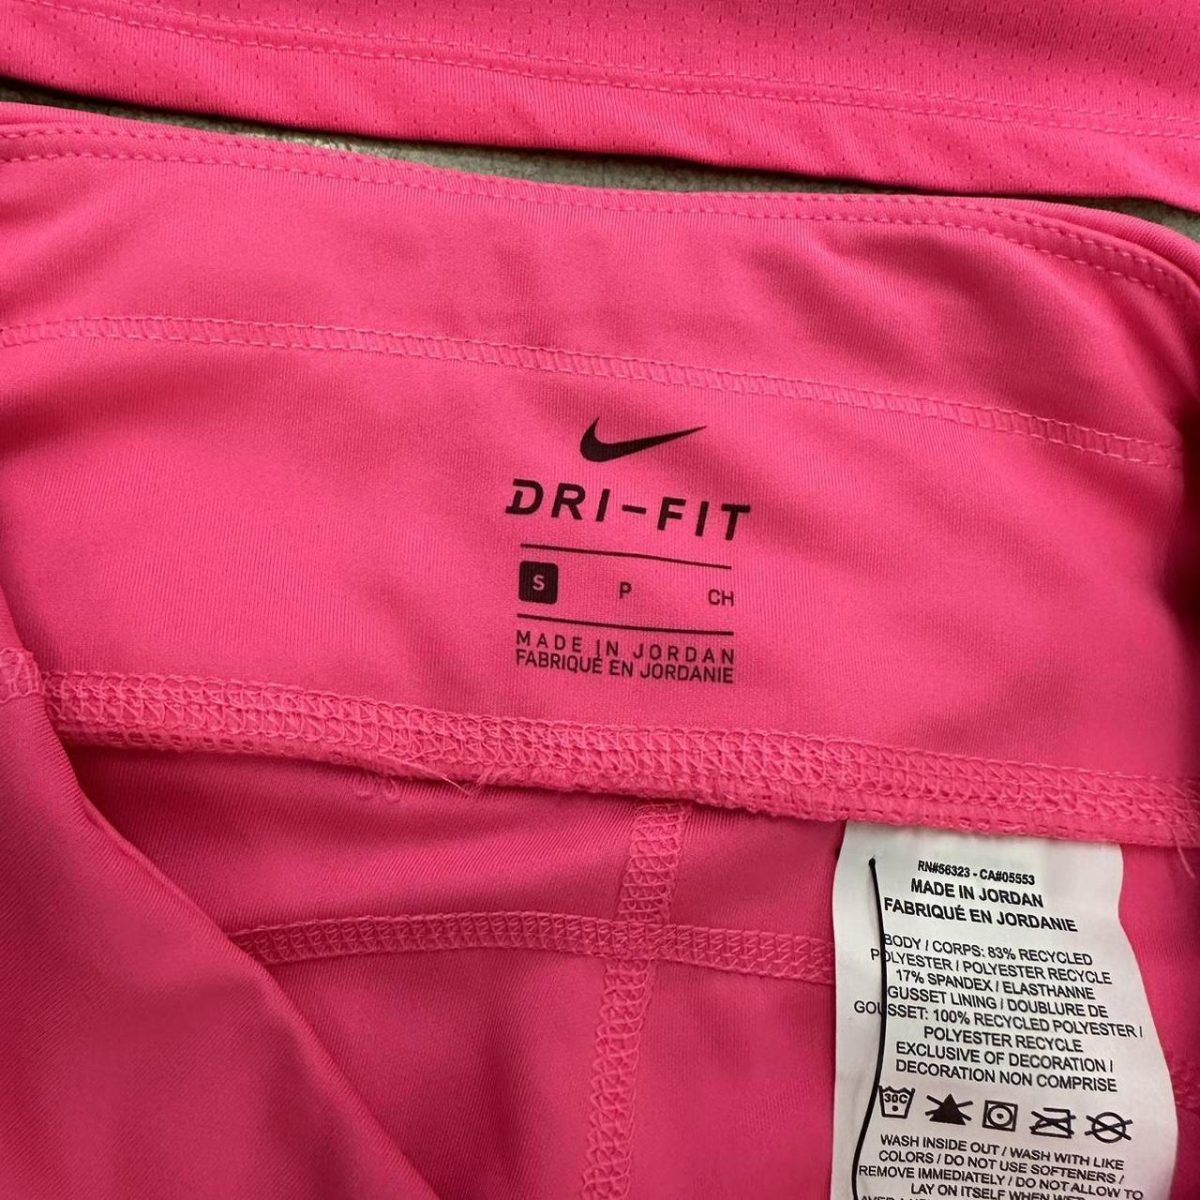 DRI-FIT
S P CH
MADE IN JORDAN
FABRIQUÉ EN JORDANIE
RN#56323 - CA#05553
MADE IN JORDAN
FABRIQUÉ EN JORDANIE
BODY / CORPS: 83% RECYCLED
POLYESTER / POLYESTER RECYCLE
17% SPANDEX / ELASTHANNE
GUSSET LINING / DOUBLURE DE
GOUSSET: 100% RECYCLED POLYESTER /
POLYESTER RECYCLE
EXCLUSIVE OF DECORATION /
DECORATION NON COMPRISE
30C
WASH INSIDE OUT / WASH WITH LIKE
COLORS / DO NOT USE SOFTENERS /
REMOVE IMMEDIATELY / DO NOT ALLOW TO
LAY ON ITSELF WHEN WET